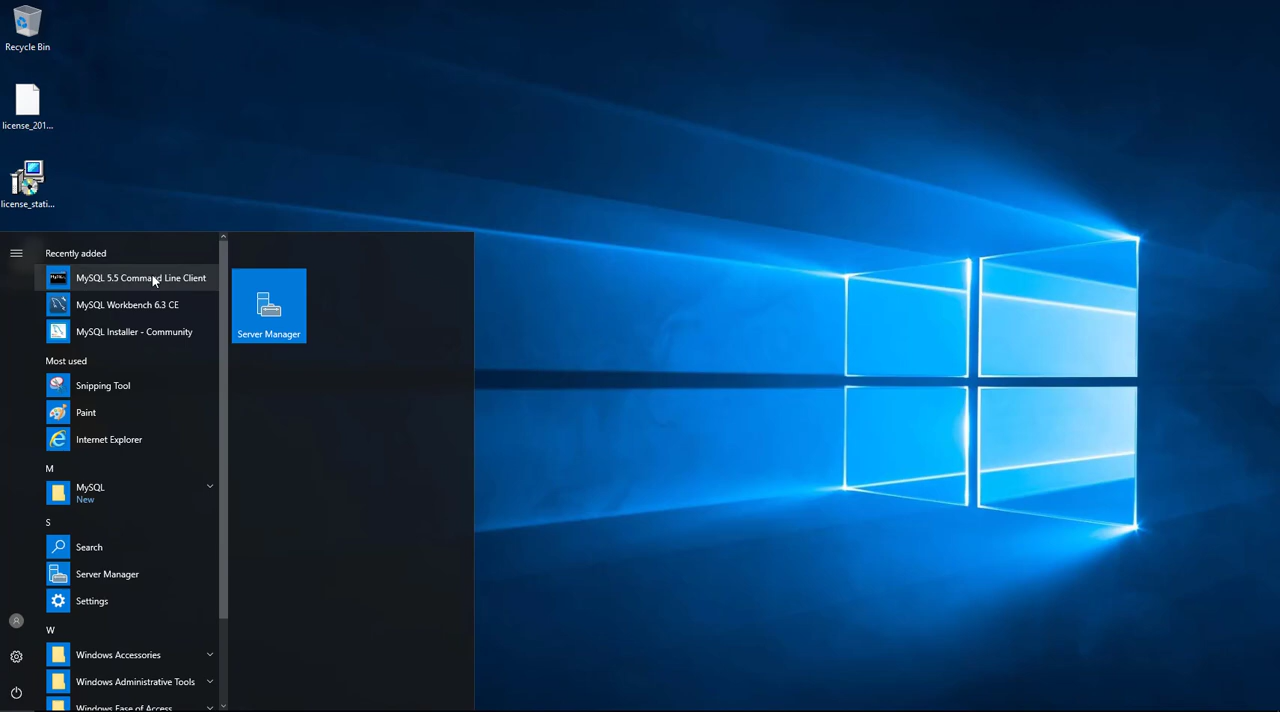 Recycle Bin
license_201...
license_stati...
Recently added
MySQL 5.5 Command Line Client
MySQL Workbench 6.3 CE
MySQL Installer - Community
Most used
Snipping Tool
Paint
Internet Explorer
M
MySQL
New
S
Search
Server Manager
Settings
W
Windows Accessories
Windows Administrative Tools
Windows Ease of Access
Server Manager